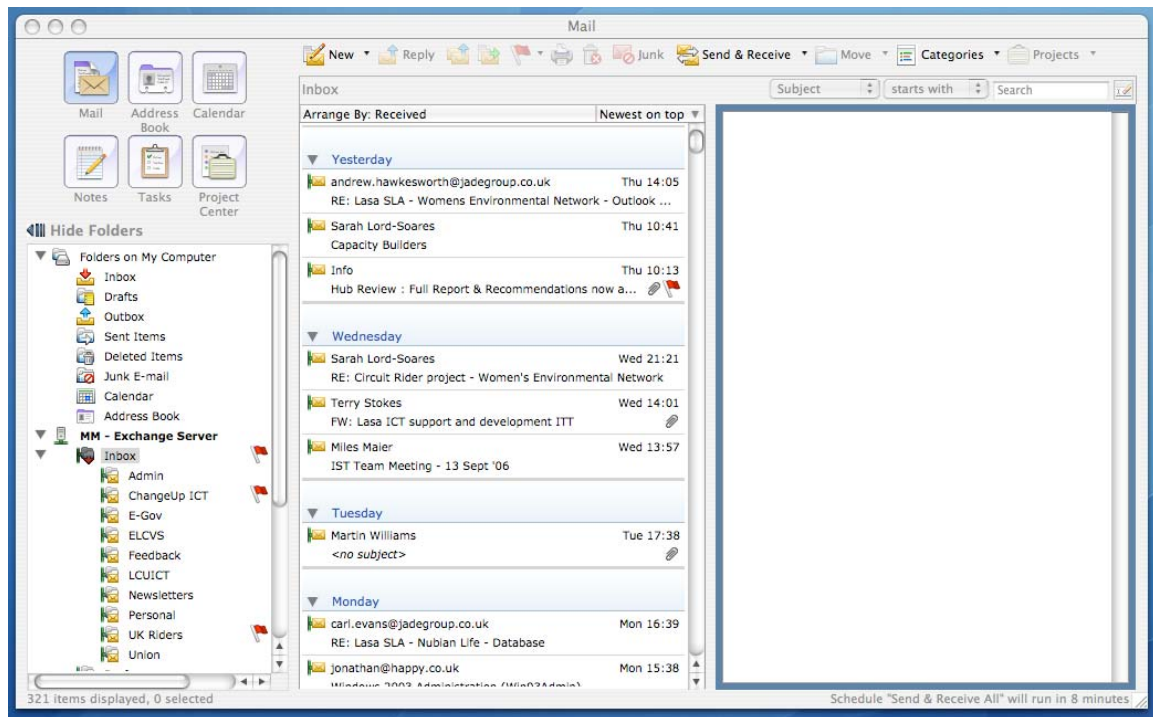 Mail
New Reply Junk Send & Receive Move Categories Projects
Mail Address Book Calendar
Notes Tasks Project Center
Hide Folders
Folders on My Computer
Inbox
Drafts
Outbox
Sent Items
Deleted Items
Junk E-mail
Calendar
Address Book
MM - Exchange Server
Inbox
Admin
ChangeUp ICT
E-Gov
ELCVS
Feedback
LCUICT
Newsletters
Personal
UK Riders
Union
Inbox Subject starts with Search
Arrange By: Received Newest on top
Yesterday
andrew.hawkesworth@jadegroup.co.uk Thu 14:05
RE: Lasa SLA - Womens Environmental Network - Outlook ...
Sarah Lord-Soares Thu 10:41
Capacity Builders
Info Thu 10:13
Hub Review : Full Report & Recommendations now a...
Wednesday
Sarah Lord-Soares Wed 21:21
RE: Circuit Rider project - Women's Environmental Network
Terry Stokes Wed 14:01
FW: Lasa ICT support and development ITT
Miles Maier Wed 13:57
IST Team Meeting - 13 Sept '06
Tuesday
Martin Williams Tue 17:38
<no subject>
Monday
carl.evans@jadegroup.co.uk Mon 16:39
RE: Lasa SLA - Nubian Life - Database
jonathan@happy.co.uk Mon 15:38
Windows 2003 Administration (Win03Admin)
321 items displayed, 0 selected
Schedule "Send & Receive All" will run in 8 minutes